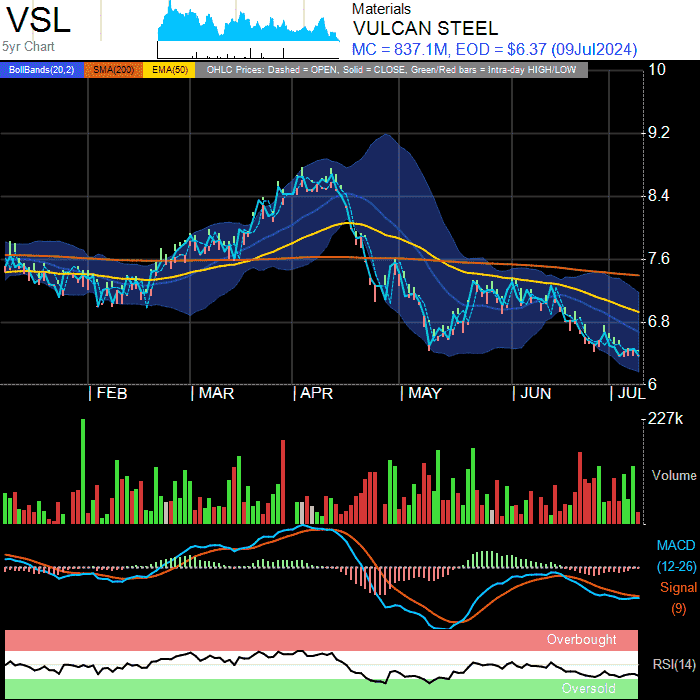 VSL
5yr Chart
Materials
VULCAN STEEL
MC = 837.1M, EOD = $6.37 (09Jul2024)
BollBands(20,2) SMA(200) EMA(50) OHLC Prices: Dashed = OPEN, Solid = CLOSE, Green/Red bars = Intra-day HIGH/LOW
10
9.2
8.4
7.6
6.8
6
FEB MAR APR MAY JUN JUL
227k
Volume
MACD
(12-26)
Signal
(9)
Overbought
RSI(14)
Oversold